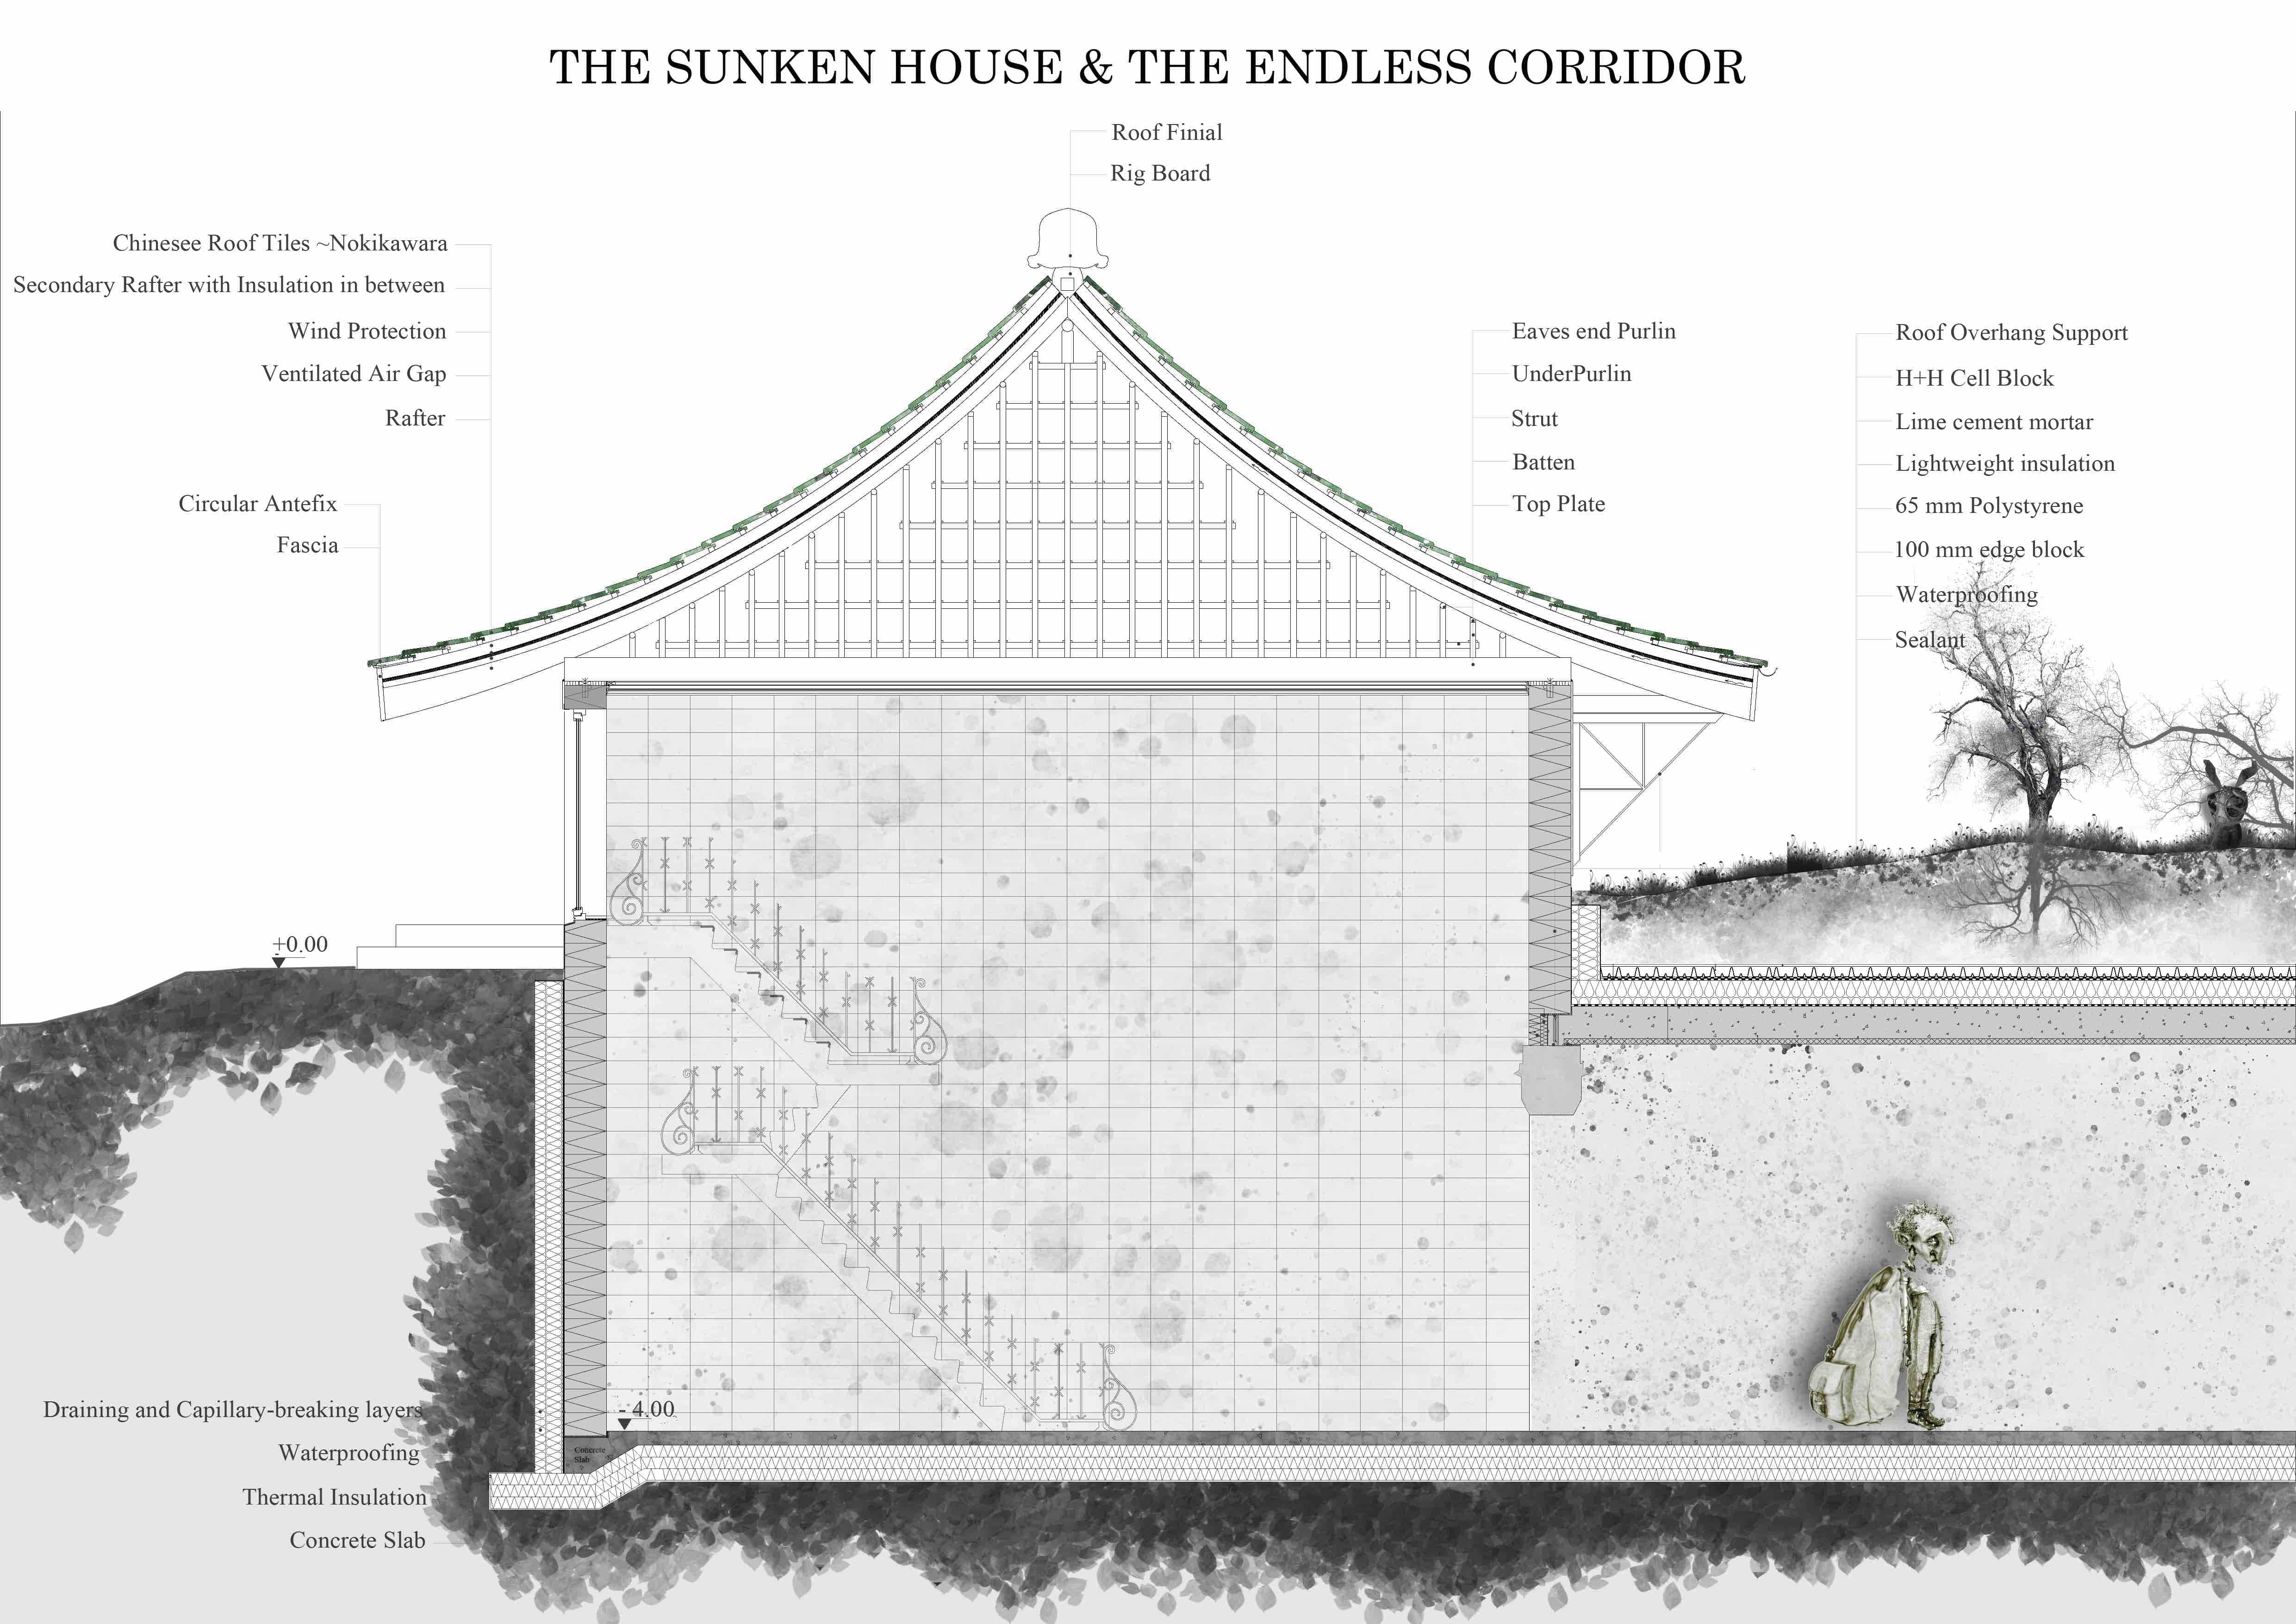 THE SUNKEN HOUSE & THE ENDLESS CORRIDOR
Roof Finial
Rig Board
Chinesee Roof Tiles ~Nokikawara
Secondary Rafter with Insulation in between
Wind Protection
Ventilated Air Gap
Rafter
Circular Antefix
Fascia
Eaves end Purlin
UnderPurlin
Strut
Batten
Top Plate
Roof Overhang Support
H+H Cell Block
Lime cement mortar
Lightweight insulation
65 mm Polystyrene
100 mm edge block
Waterproofing
Sealant
+0.00
- 4.00
Draining and Capillary-breaking layers
Waterproofing
Thermal Insulation
Concrete Slab
Concrete
Slab